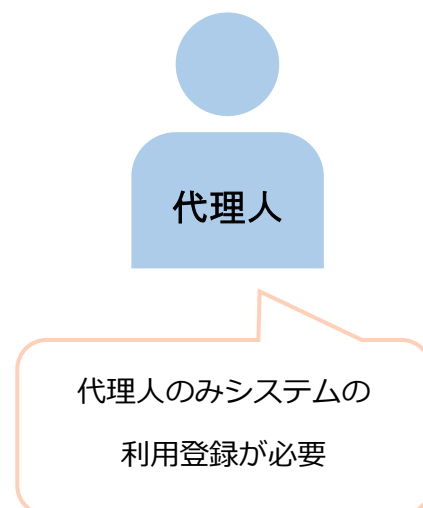 代理人
代理人のみシステムの
利用登録が必要